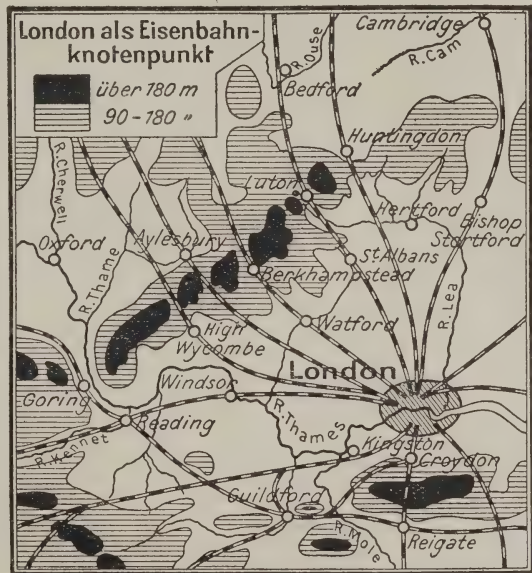 London als Eisenbahn-
knotenpunkt
über 180 m
90-180 "
Cambridge
R. Cam
R. Ouse
Bedford
Huntingdon
R. Cherwell
Luton
Hertford
Bishop
Stortford
Oxford
Aylesbury
St Albans
R. Thame
Berkhampstead
R. Lea
High
Wycombe
Watford
London
Windsor
Goring
Reading
R. Thames
R. Kennet
Kingston
Croydon
Guildford
R. Mole
Reigate